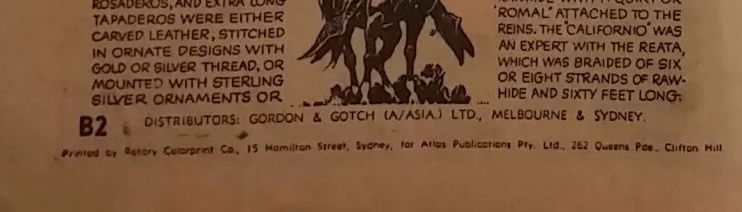 ROSADEROS, AND EXTRA LONG
TAPADEROS WERE EITHER
CARVED LEATHER, STITCHED
IN ORNATE DESIGNS WITH
GOLD OR SILVER THREAD, OR
MOUNTED WITH STERLING
SILVER ORNAMENTS OR
'ROMAL' ATTACHED TO THE
REINS. THE "CALIFORNIO" WAS
AN EXPERT WITH THE REATA,
WHICH WAS BRAIDED OF SIX
OR EIGHT STRANDS OF RAW-
HIDE AND SIXTY FEET LONG.
B2 DISTRIBUTORS: GORDON & GOTCH (A/ASIA) LTD., MELBOURNE & SYDNEY.
Printed by Rotary Colorprint Co., 15 Hamilton Street, Sydney, for Atlas Publications Pty. Ltd., 262 Queens Pde., Clifton Hill